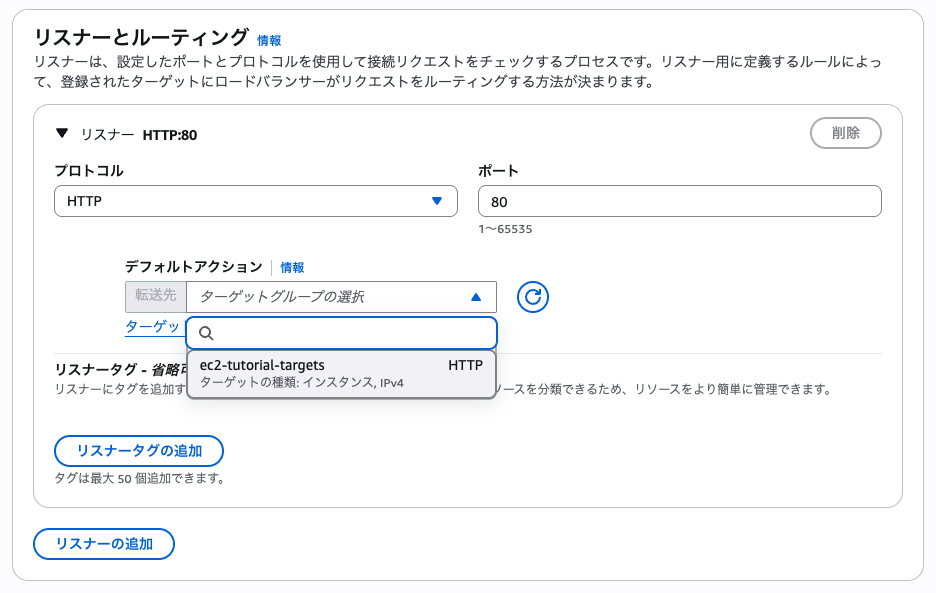 リスナーとルーティング 情報
リスナーは、設定したポートとプロトコルを使用して接続リクエストをチェックするプロセスです。リスナー用に定義するルールによっ
て、登録されたターゲットにロードバランサーがリクエストをルーティングする方法が決まります。
リスナー HTTP:80
削除
プロトコル
HTTP
ポート
80
1〜65535
デフォルトアクション 情報
転送先 ターゲットグループの選択
ターゲッ
ec2-tutorial-targets HTTP
ターゲットの種類: インスタンス, IPv4
リスナータグ - 省略
リスナーにタグを追加す ースを分類できるため、リソースをより簡単に管理できます。
リスナータグの追加
タグは最大 50 個追加できます。
リスナーの追加